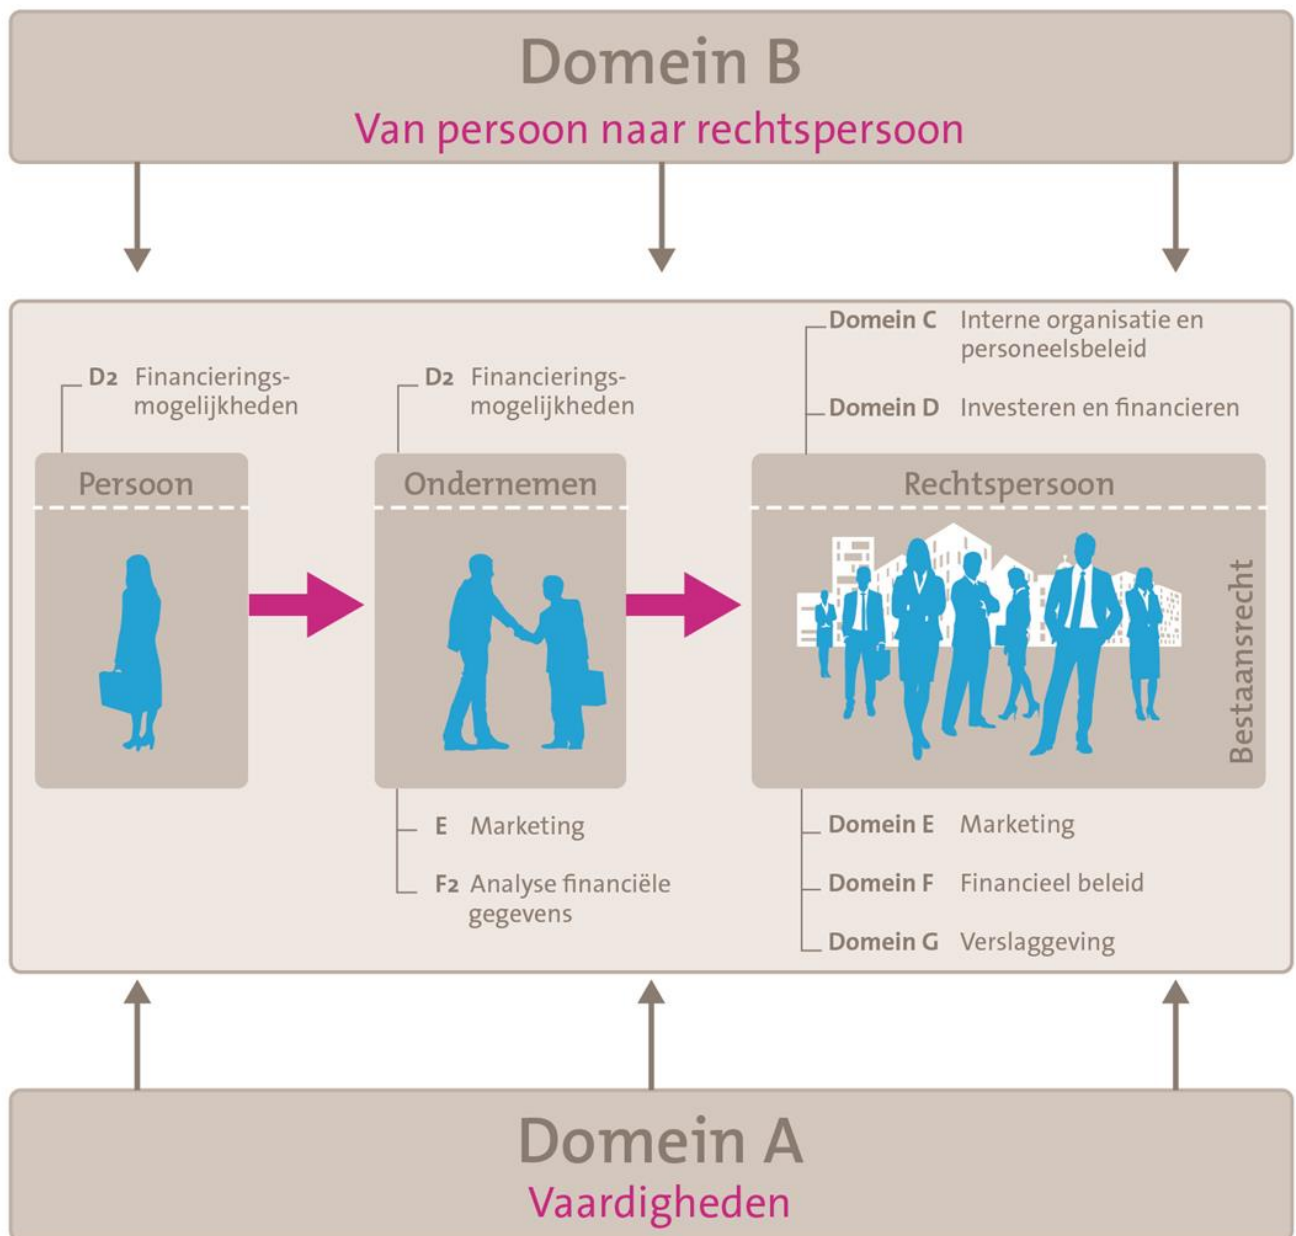 Domein B
Van persoon naar rechtspersoon
D2 Financierings-
mogelijkheden
Persoon
D2 Financierings-
mogelijkheden
Ondernemen
E Marketing
F2 Analyse financiële
gegevens
Domein C Interne organisatie en
personeelsbeleid
Domein D Investeren en financieren
Rechtspersoon
Bestaansrecht
Domein E Marketing
Domein F Financieel beleid
Domein G Verslaggeving
Domein A
Vaardigheden